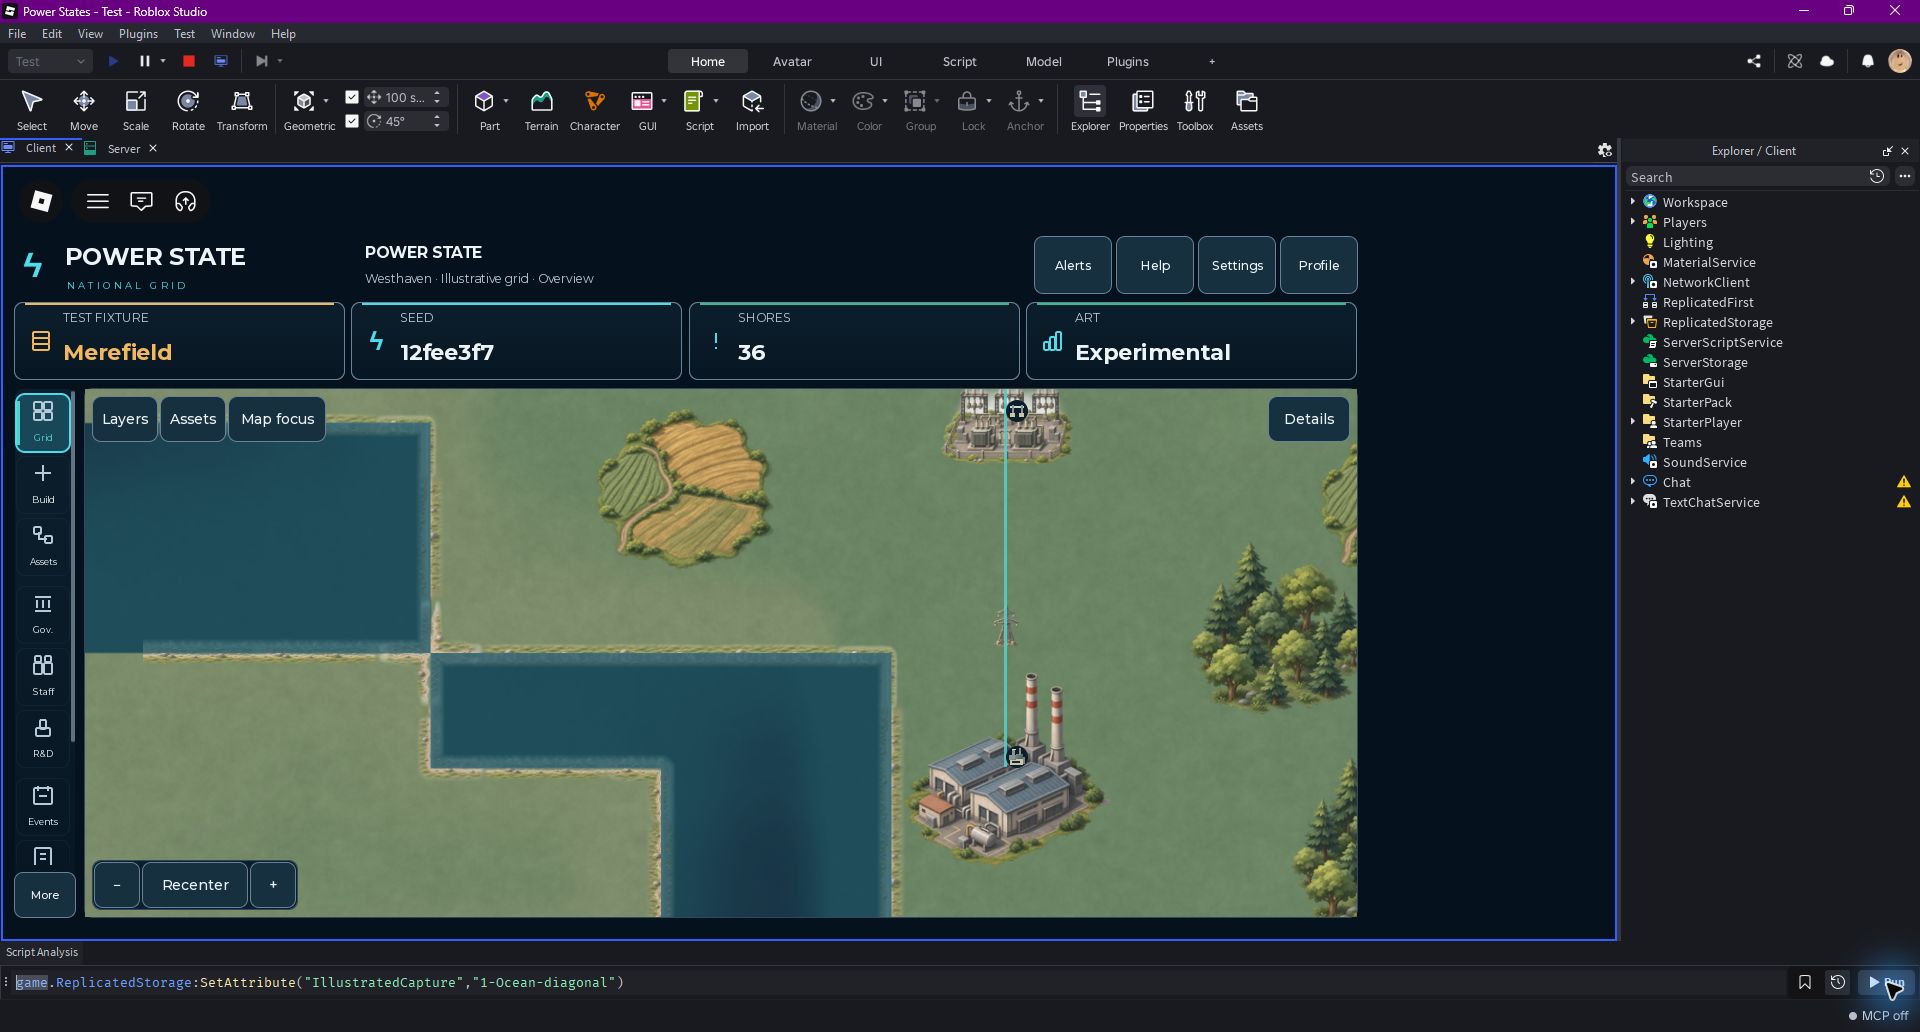 Power States - Test - Roblox Studio
File Edit View Plugins Test Window Help
Test
Home Avatar UI Script Model Plugins +
100 s...
45°
Select Move Scale Rotate Transform Geometric Part Terrain Character GUI Script Import Material Color Group Lock Anchor Explorer Properties Toolbox Assets
Client Server
Explorer / Client
Search
Workspace
Players
Lighting
MaterialService
NetworkClient
ReplicatedFirst
ReplicatedStorage
ServerScriptService
ServerStorage
StarterGui
StarterPack
StarterPlayer
Teams
SoundService
Chat
TextChatService
POWER STATE
NATIONAL GRID
POWER STATE
Westhaven · Illustrative grid · Overview
Alerts Help Settings Profile
TEST FIXTURE
Merefield
SEED
12fee3f7
SHORES
36
ART
Experimental
Grid
Build
Assets
Gov.
Staff
R&D
Events
More
Layers Assets Map focus
Details
− Recenter +
Script Analysis
game.ReplicatedStorage:SetAttribute("IllustratedCapture","1-Ocean-diagonal")
MCP off